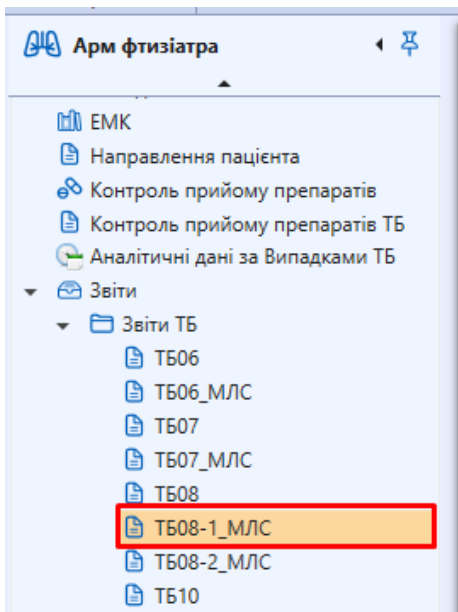 Арм фтизіатра
ЕМК
Направлення пацієнта
Контроль прийому препаратів
Контроль прийому препаратів ТБ
Аналітичні дані за Випадками ТБ
Звіти
Звіти ТБ
ТБ06
ТБ06_МЛС
ТБ07
ТБ07_МЛС
ТБ08
ТБ08-1_МЛС
ТБ08-2_МЛС
ТБ10